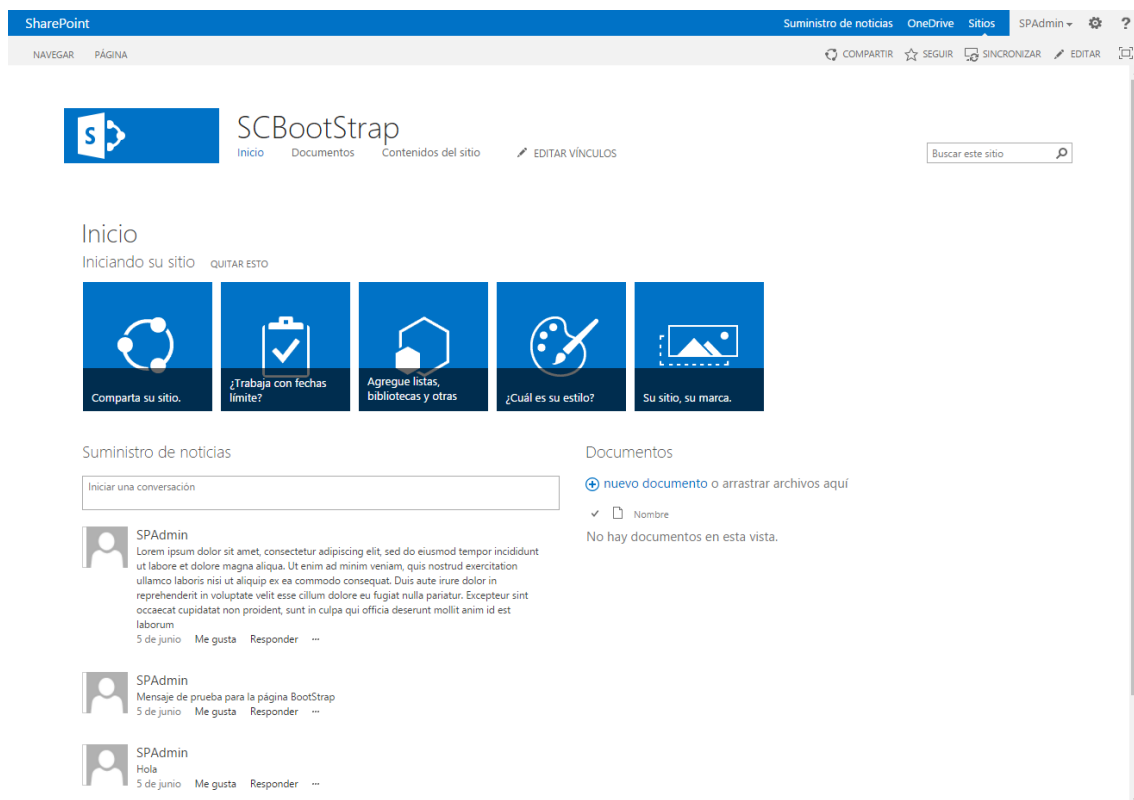 SharePoint
Suministro de noticias OneDrive Sitios SPAdmin ?
NAVEGAR PÁGINA
COMPARTIR SEGUIR SINCRONIZAR EDITAR
S
SCBootStrap
Inicio Documentos Contenidos del sitio EDITAR VÍNCULOS
Buscar este sitio
Inicio
Iniciando su sitio QUITAR ESTO
Comparta su sitio.
¿Trabaja con fechas
límite?
Agregue listas,
bibliotecas y otras
¿Cuál es su estilo?
Su sitio, su marca.
Suministro de noticias
Iniciar una conversación
SPAdmin
Lorem ipsum dolor sit amet, consectetur adipiscing elit, sed do eiusmod tempor incididunt
ut labore et dolore magna aliqua. Ut enim ad minim veniam, quis nostrud exercitation
ullamco laboris nisi ut aliquip ex ea commodo consequat. Duis aute irure dolor in
reprehenderit in voluptate velit esse cillum dolore eu fugiat nulla pariatur. Excepteur sint
occaecat cupidatat non proident, sunt in culpa qui officia deserunt mollit anim id est
laborum
5 de junio Me gusta Responder ···
SPAdmin
Mensaje de prueba para la página BootStrap
5 de junio Me gusta Responder ···
SPAdmin
Hola
5 de junio Me gusta Responder ···
Documentos
nuevo documento o arrastrar archivos aquí
Nombre
No hay documentos en esta vista.